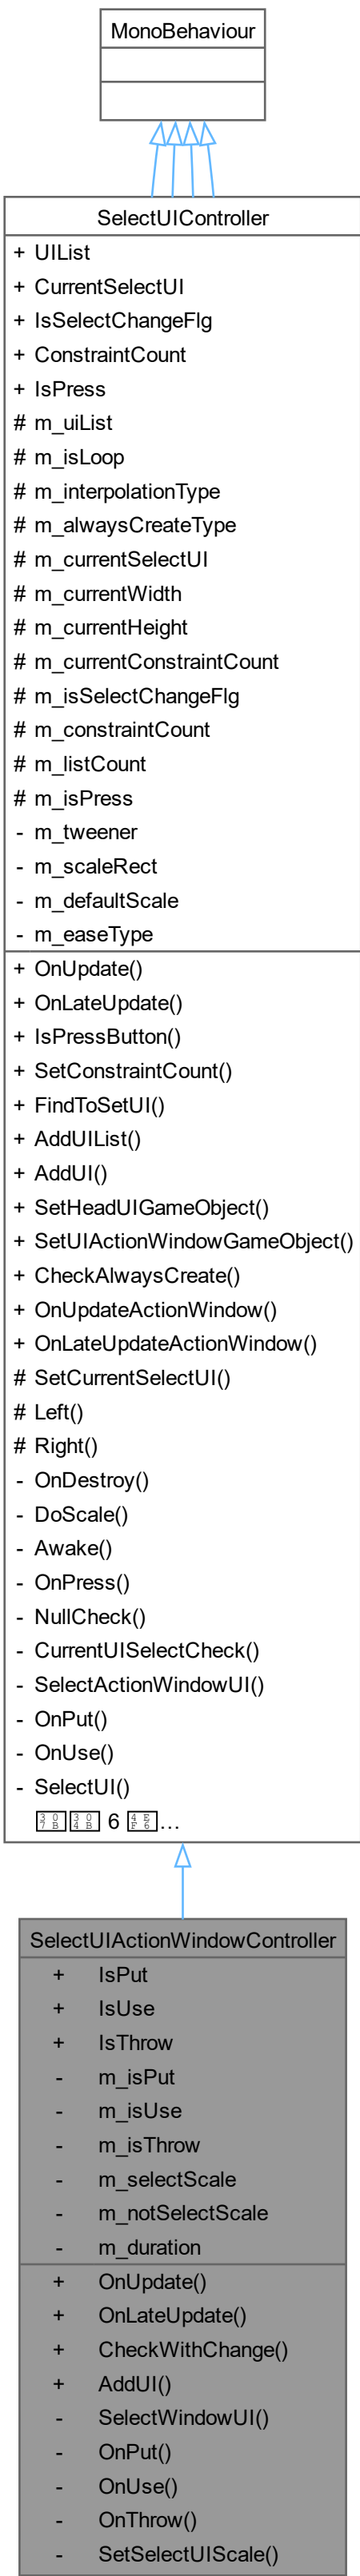 MonoBehaviour
SelectUIController
+ UIList
+ CurrentSelectUI
+ IsSelectChangeFlg
+ ConstraintCount
+ IsPress
# m_uiList
# m_isLoop
# m_interpolationType
# m_alwaysCreateType
# m_currentSelectUI
# m_currentWidth
# m_currentHeight
# m_currentConstraintCount
# m_isSelectChangeFlg
# m_constraintCount
# m_listCount
# m_isPress
- m_tweener
- m_scaleRect
- m_defaultScale
- m_easeType
+ OnUpdate()
+ OnLateUpdate()
+ IsPressButton()
+ SetConstraintCount()
+ FindToSetUI()
+ AddUIList()
+ AddUI()
+ SetHeadUIGameObject()
+ SetUIActionWindowGameObject()
+ CheckAlwaysCreate()
+ OnUpdateActionWindow()
+ OnLateUpdateActionWindow()
# SetCurrentSelectUI()
# Left()
# Right()
- OnDestroy()
- DoScale()
- Awake()
- OnPress()
- NullCheck()
- CurrentUISelectCheck()
- SelectActionWindowUI()
- OnPut()
- OnUse()
- SelectUI()
6 ...
SelectUIActionWindowController
+ IsPut
+ IsUse
+ IsThrow
- m_isPut
- m_isUse
- m_isThrow
- m_selectScale
- m_notSelectScale
- m_duration
+ OnUpdate()
+ OnLateUpdate()
+ CheckWithChange()
+ AddUI()
- SelectWindowUI()
- OnPut()
- OnUse()
- OnThrow()
- SetSelectUIScale()